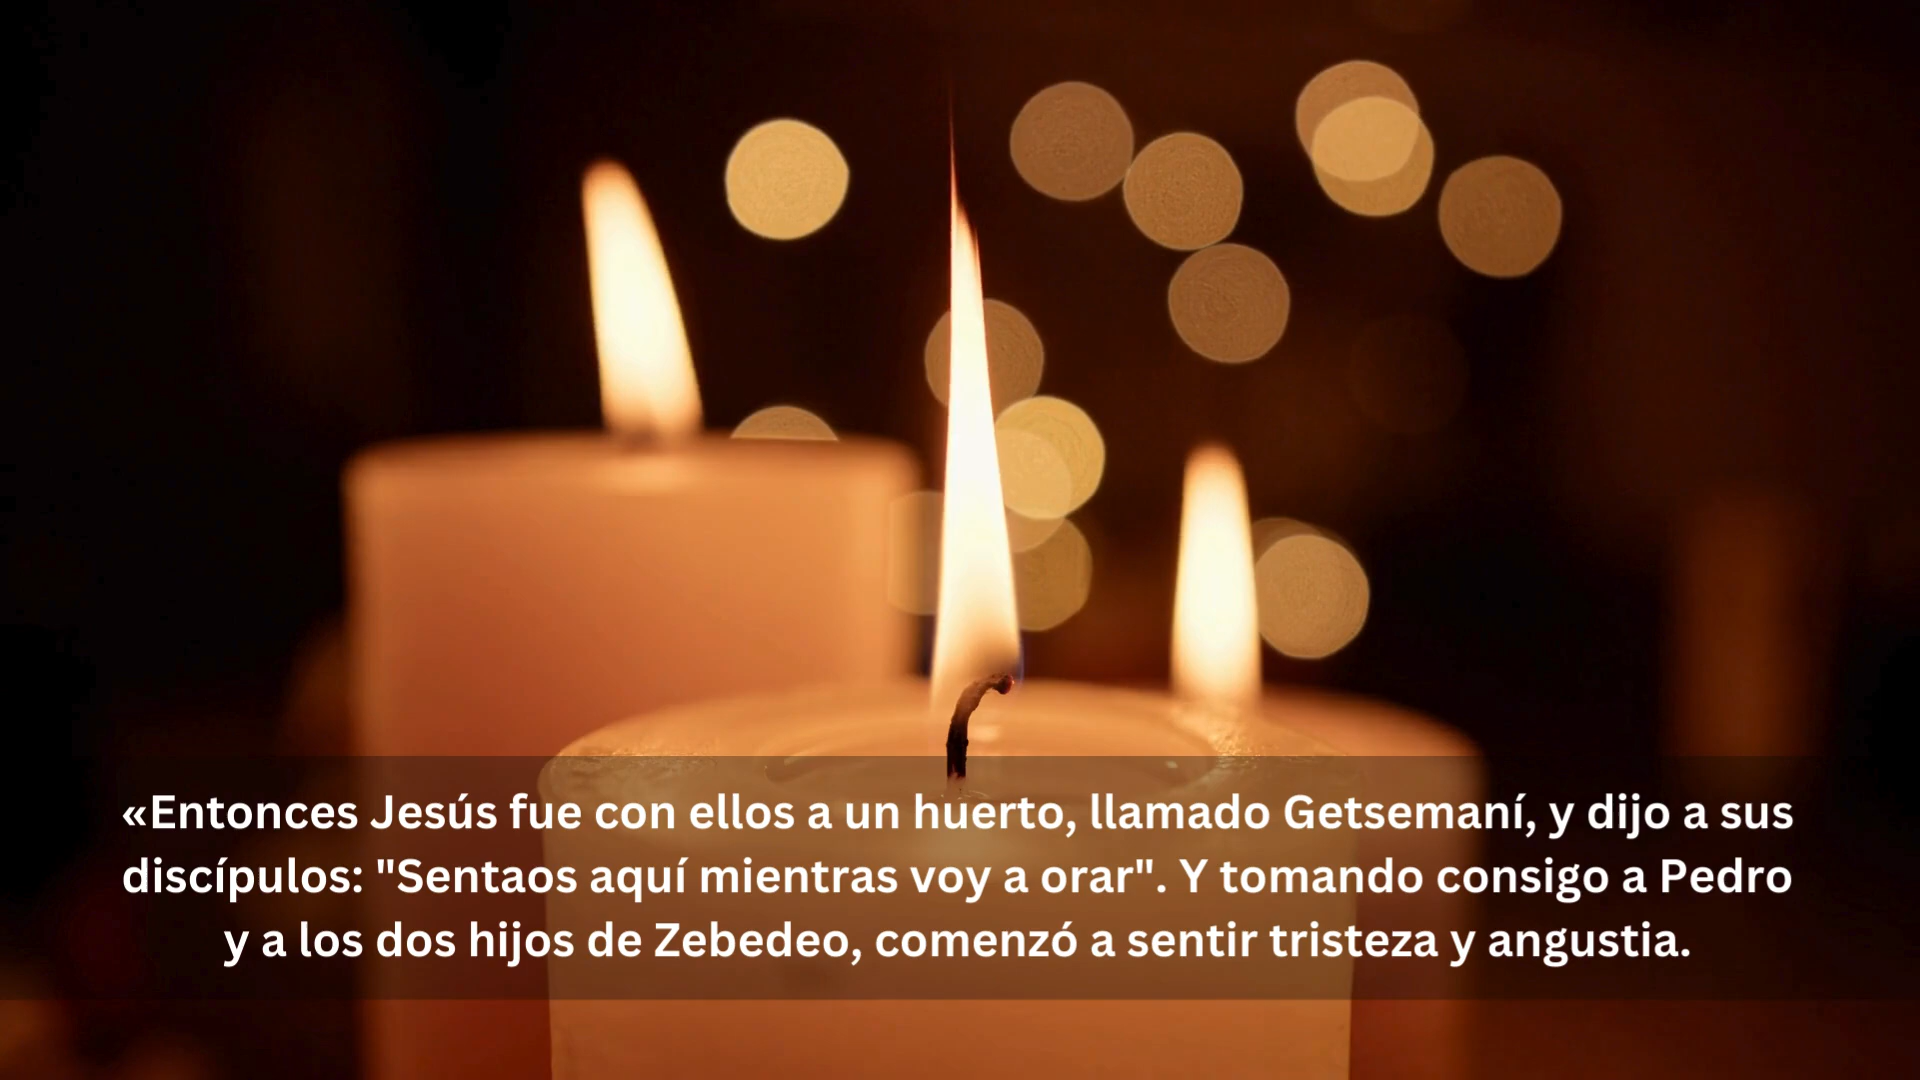 «Entonces Jesús fue con ellos a un huerto, llamado Getsemaní, y dijo a sus
discípulos: "Sentaos aquí mientras voy a orar". Y tomando consigo a Pedro
y a los dos hijos de Zebedeo, comenzó a sentir tristeza y angustia.